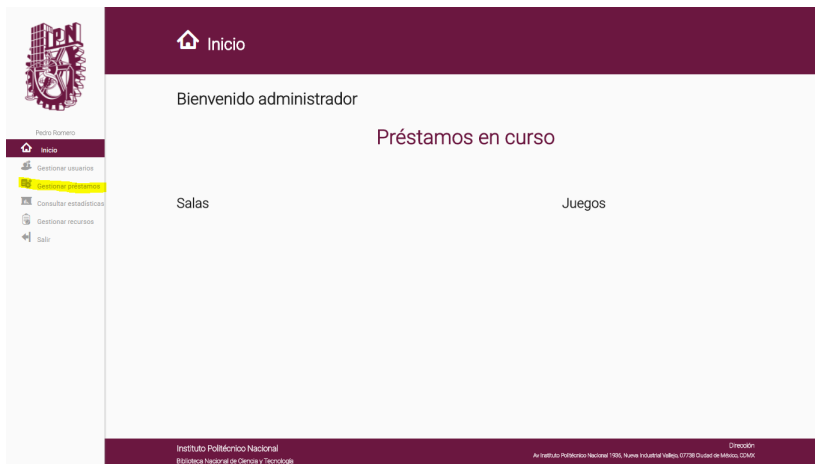 IPN
Inicio
Pedro Romero
Inicio
Gestionar usuarios
Gestionar préstamos
Consultar estadísticas
Gestionar recursos
Salir
Bienvenido administrador
Préstamos en curso
Salas
Juegos
Instituto Politécnico Nacional
Biblioteca Nacional de Ciencia y Tecnología
Dirección
Av Instituto Politécnico Nacional 1936, Nueva Industrial Vallejo, 07738 Ciudad de México, CDMX